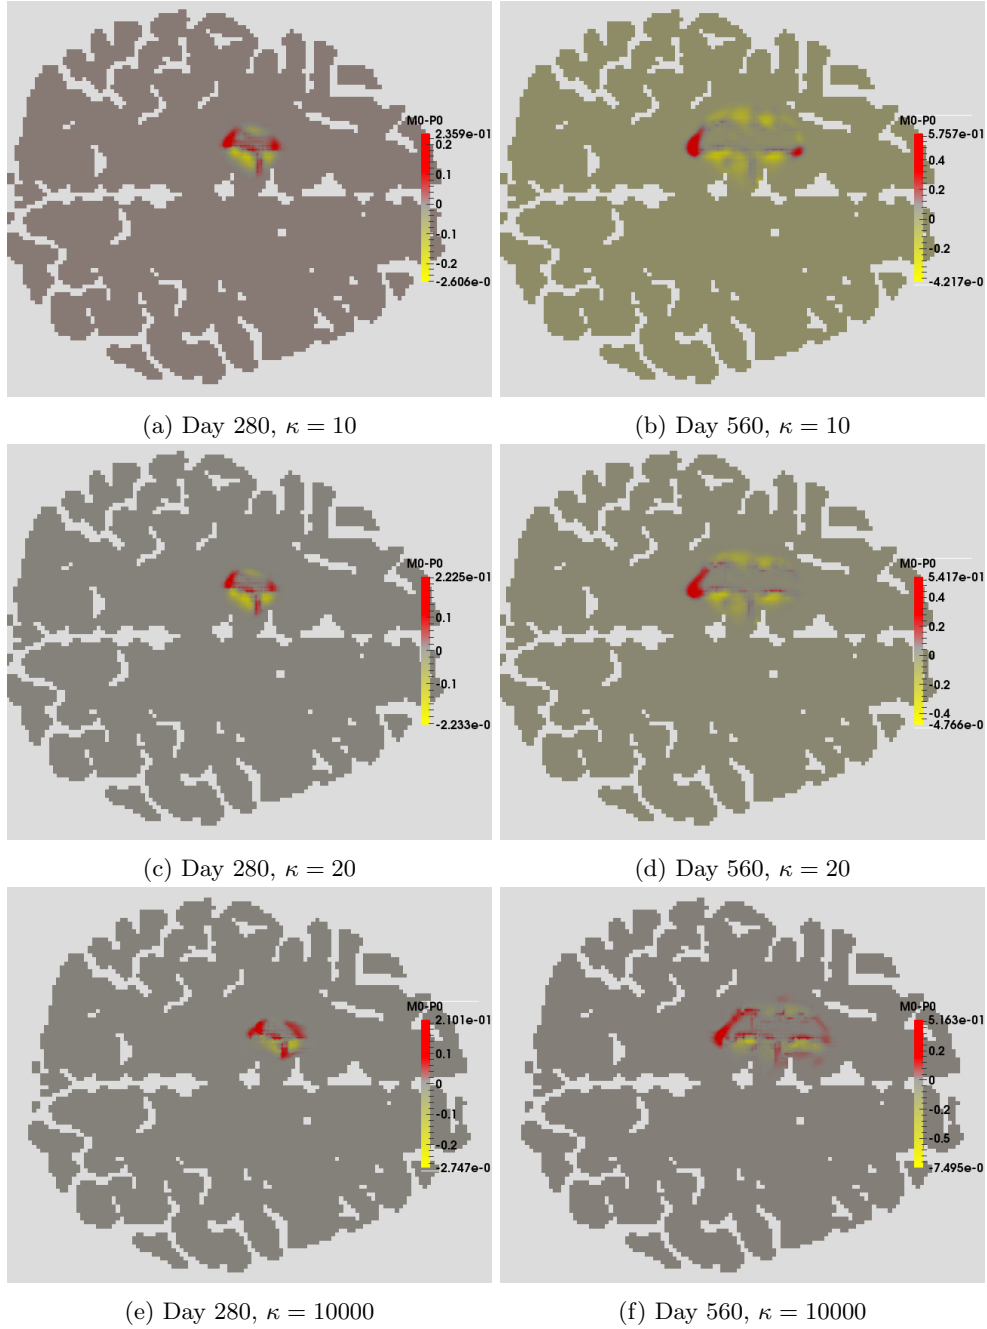 M0-P0
2.359e-01
0.2
0.1
0
-0.1
-0.2
-2.606e-0
(a) Day 280, κ = 10
M0-P0
5.757e-01
0.4
0.2
0
-0.2
-4.217e-0
(b) Day 560, κ = 10
M0-P0
2.225e-01
0.1
0
-0.1
-2.233e-0
(c) Day 280, κ = 20
M0-P0
5.417e-01
0.4
0.2
0
-0.2
-0.4
-4.766e-0
(d) Day 560, κ = 20
M0-P0
2.101e-01
0.1
0
-0.1
-0.2
-2.747e-0
(e) Day 280, κ = 10000
M0-P0
5.163e-01
0.2
0
-0.2
-0.5
-7.495e-0
(f) Day 560, κ = 10000